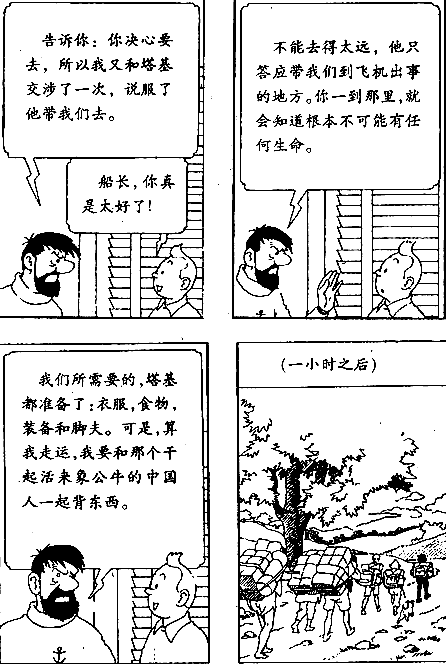 告诉你：你决心要
去，所以我又和塔基
交涉了一次，说服了
他带我们去。
船长，你真
是太好了！
不能去得太远，他只
答应带我们到飞机出事
的地方。你一到那里，就
会知道根本不可能有任
何生命。
我们所需要的，塔基
都准备了：衣服，食物，
装备和脚夫。可是，算
我走运，我要和那个干
起活来象公牛的中国
人一起背东西。
（一小时之后）